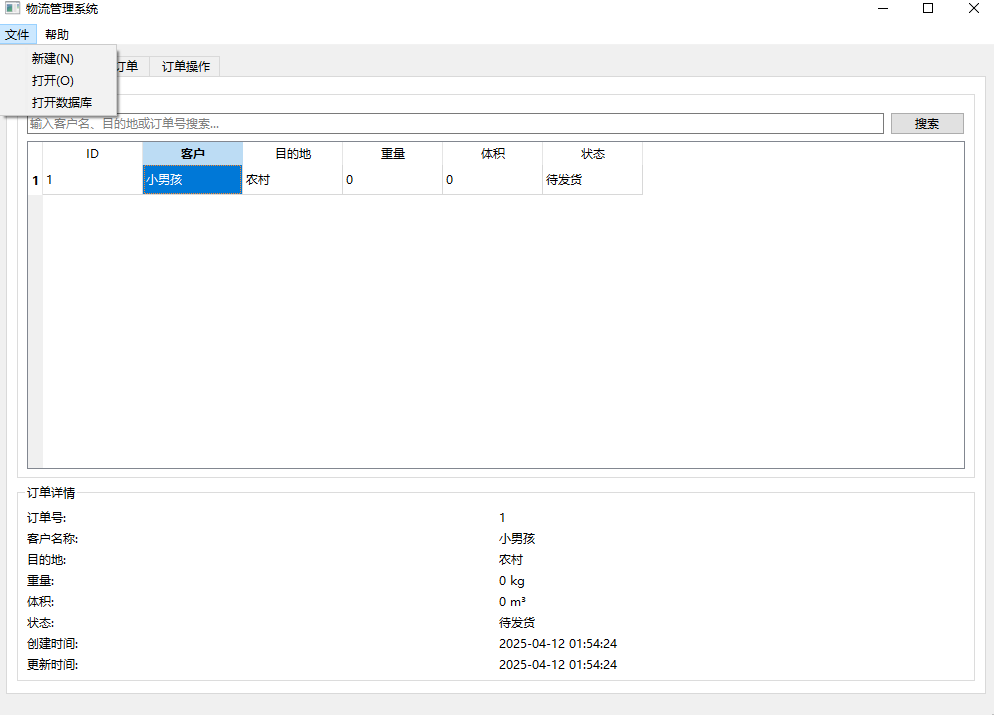 物流管理系统
文件 帮助
新建(N)
打开(O)
打开数据库
订单 订单操作
输入客户名、目的地或订单号搜索... 搜索
ID 客户 目的地 重量 体积 状态
1 1 小男孩 农村 0 0 待发货
订单详情
订单号: 1
客户名称: 小男孩
目的地: 农村
重量: 0 kg
体积: 0 m³
状态: 待发货
创建时间: 2025-04-12 01:54:24
更新时间: 2025-04-12 01:54:24